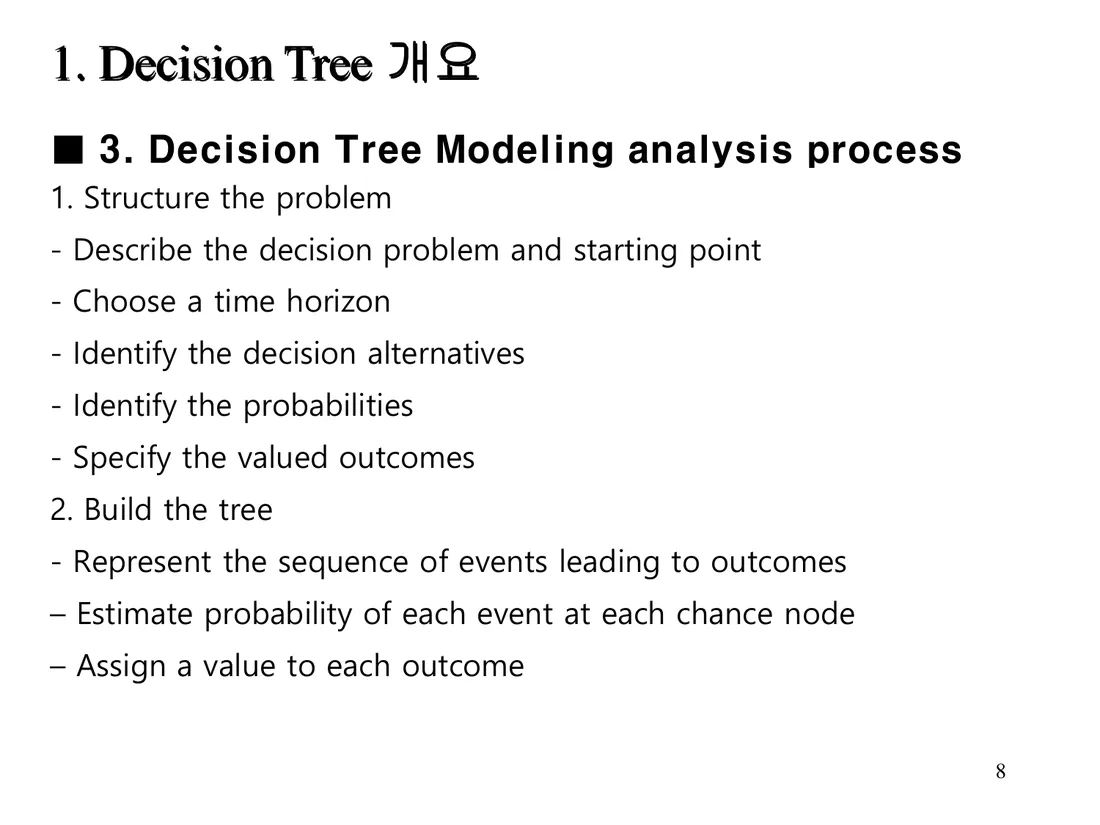 1. Decision Tree 개요
■ 3. Decision Tree Modeling analysis process
1. Structure the problem
- Describe the decision problem and starting point
- Choose a time horizon
- Identify the decision alternatives
- Identify the probabilities
- Specify the valued outcomes
2. Build the tree
- Represent the sequence of events leading to outcomes
– Estimate probability of each event at each chance node
– Assign a value to each outcome
8